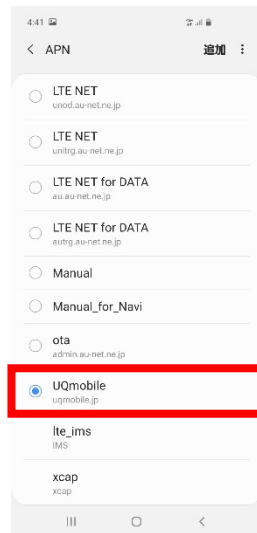 4:41
APN
追加
LTE NET
unod.au-net.ne.jp
LTE NET
unitrg.au-net.ne.jp
LTE NET for DATA
au.au-net.ne.jp
LTE NET for DATA
autrg.au-net.ne.jp
Manual
Manual_for_Navi
ota
admin.au-net.ne.jp
UQmobile
uqmobile.jp
lte_ims
IMS
xcap
xcap